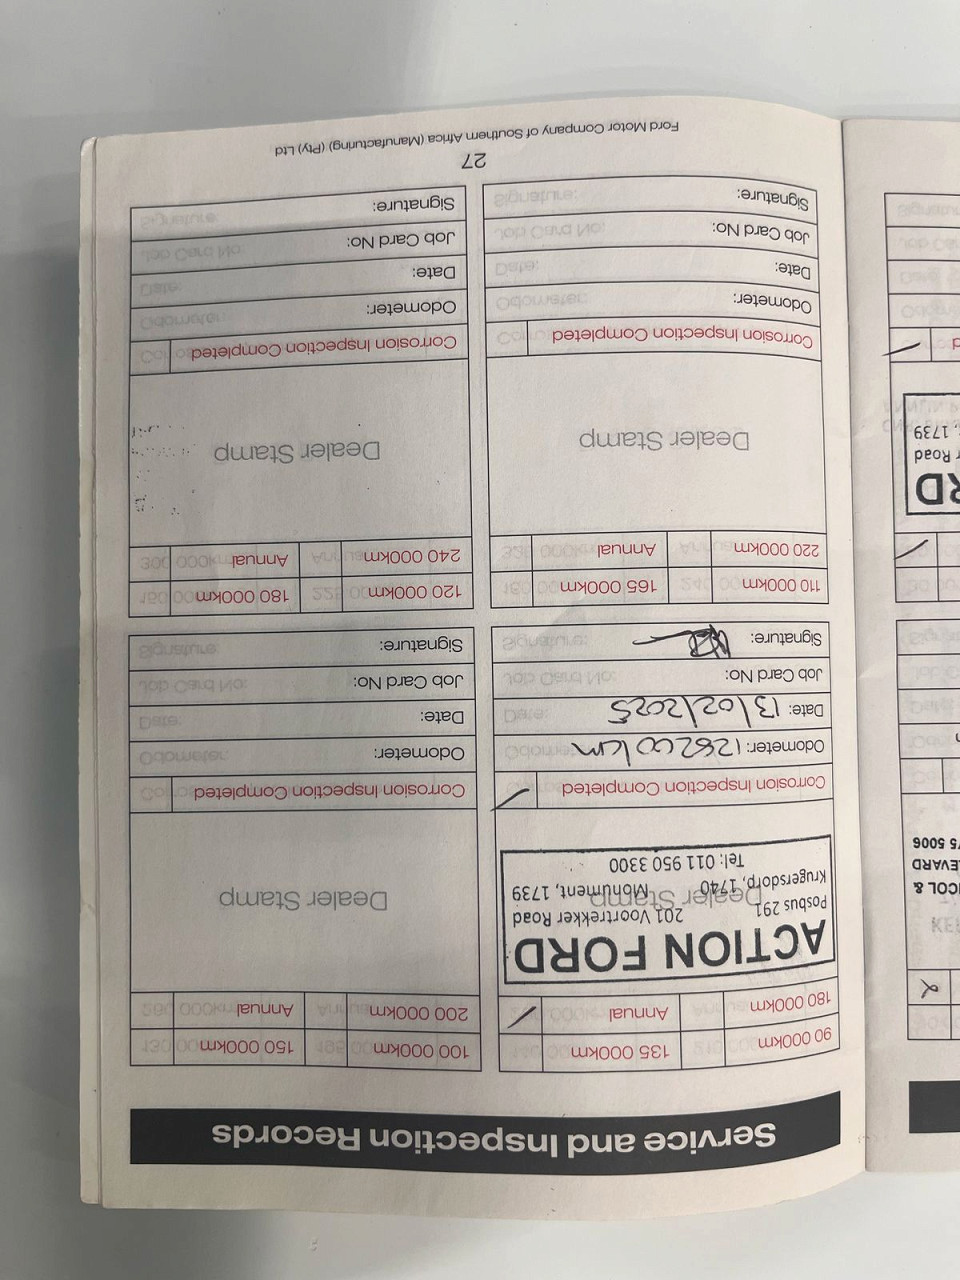 Service and Inspection Records
90 000km 135 000km
180 000km Annual
ACTION FORD
Posbus 291 201 Voortrekker Road
Krugersdorp, 1740 Monument, 1739
Tel: 011 950 3300
Dealer Stamp
Corrosion Inspection Completed
Odometer: 126200km
Date: 13/02/2025
Job Card No:
Signature:
100 000km 150 000km
200 000km Annual
Dealer Stamp
Corrosion Inspection Completed
Odometer:
Date:
Job Card No:
Signature:
110 000km 165 000km
220 000km Annual
Dealer Stamp
Corrosion Inspection Completed
Odometer:
Date:
Job Card No:
Signature:
120 000km 180 000km
240 000km Annual
Dealer Stamp
Corrosion Inspection Completed
Odometer:
Date:
Job Card No:
Signature:
27
Ford Motor Company of Southern Africa (Manufacturing) (Pty) Ltd
5006
Road
1739